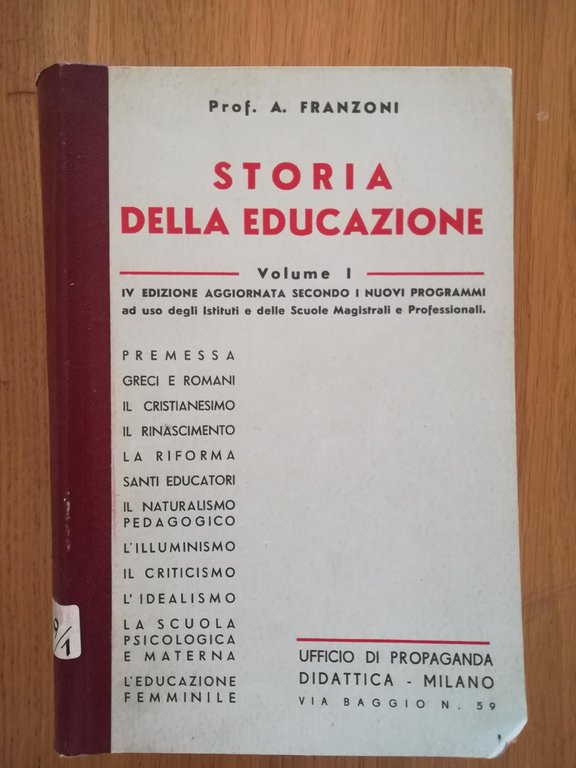 Prof. A. FRANZONI
STORIA
DELLA EDUCAZIONE
Volume I
IV EDIZIONE AGGIORNATA SECONDO I NUOVI PROGRAMMI
ad uso degli Istituti e delle Scuole Magistrali e Professionali.
PREMESSA
GRECI E ROMANI
IL CRISTIANESIMO
IL RINASCIMENTO
LA RIFORMA
SANTI EDUCATORI
IL NATURALISMO
PEDAGOGICO
L'ILLUMINISMO
IL CRITICISMO
L'IDEALISMO
LA SCUOLA
PSICOLOGICA
E MATERNA
L'EDUCAZIONE
FEMMINILE
UFFICIO DI PROPAGANDA
DIDATTICA - MILANO
VIA BAGGIO N. 59